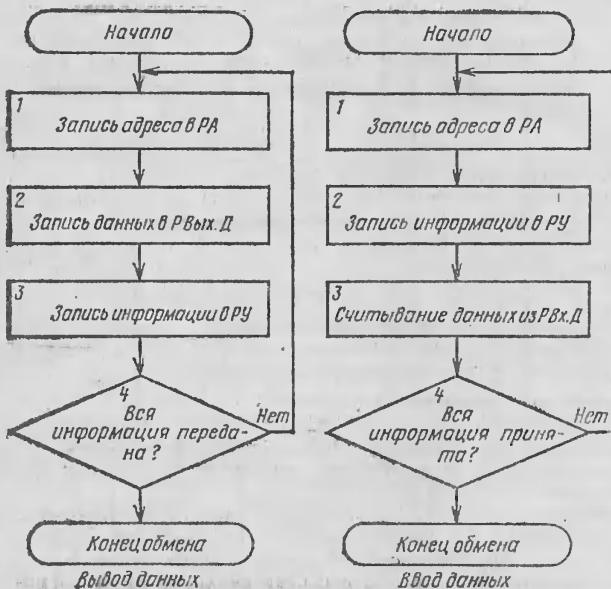 Начало
1
Запись адреса в РА
2
Запись данных в РВых.Д
3
Запись информации в РУ
4
Вся
информация переда-
на?
Нет
Конец обмена
Вывод данных
Начало
1
Запись адреса в РА
2
Запись информации в РУ
3
Считывание данных из РВх.Д
4
Вся
информация приня-
та?
Нет
Конец обмена
Ввод данных